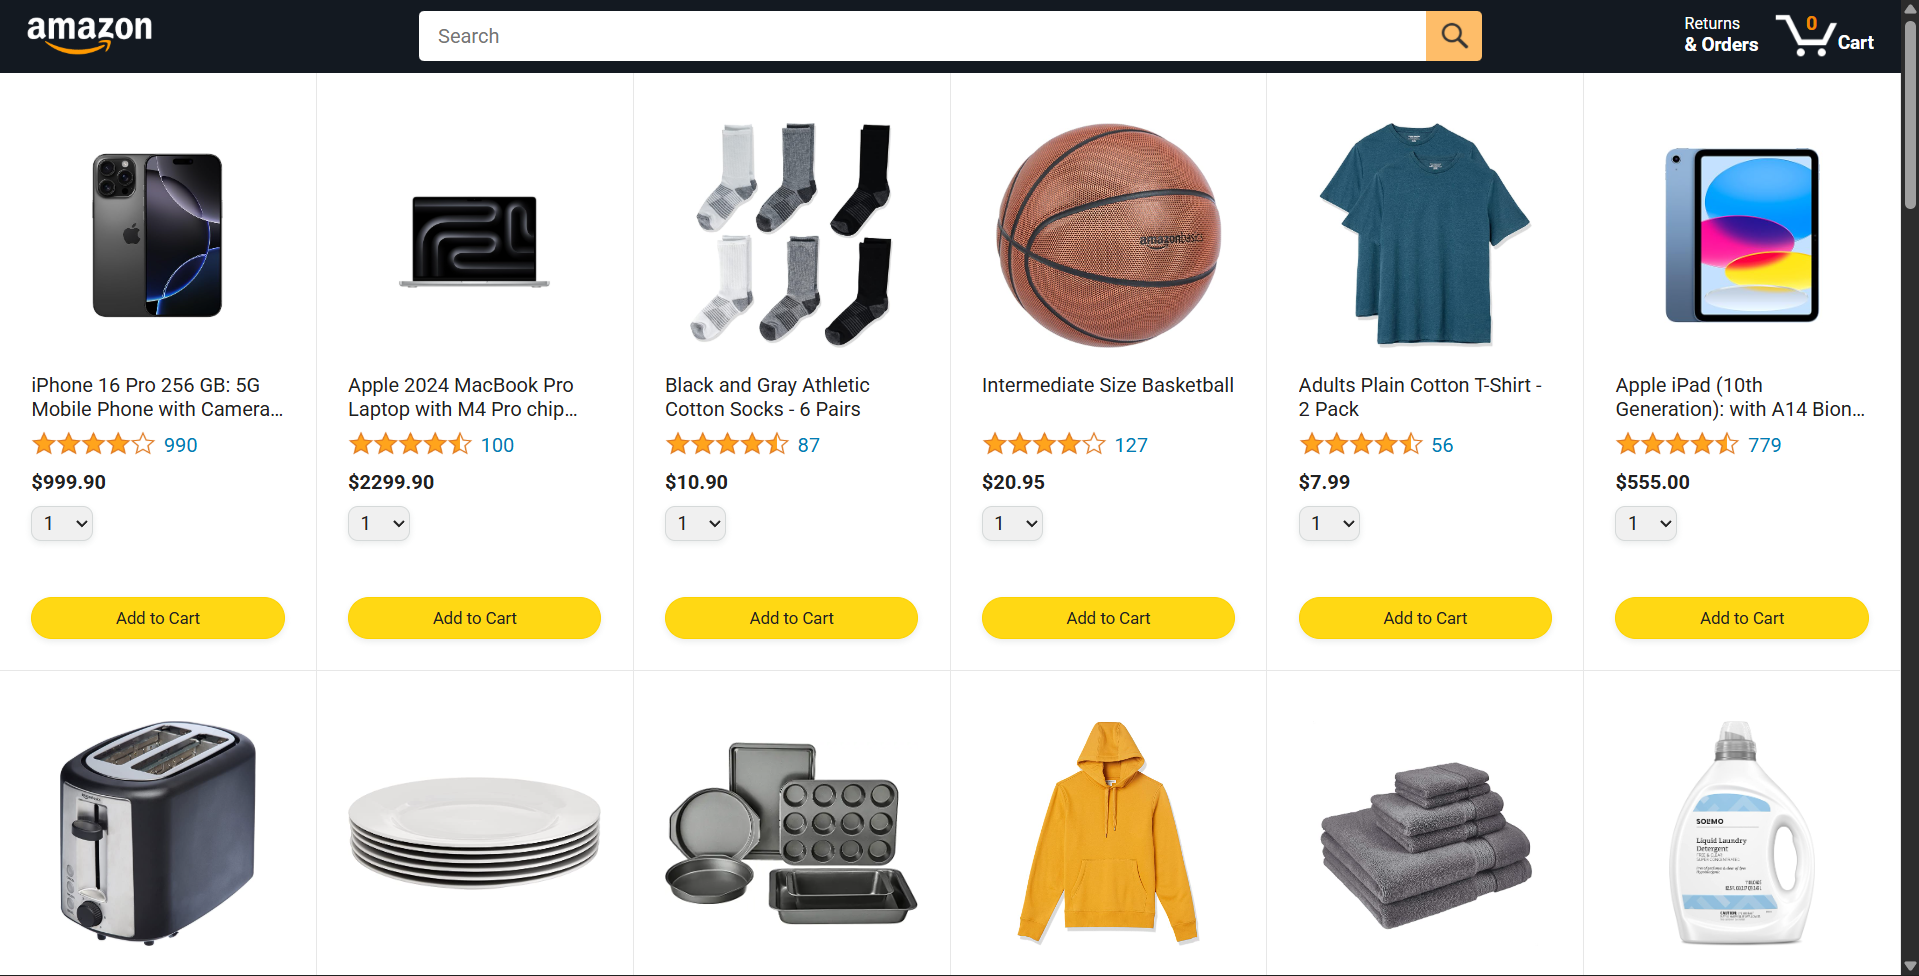 amazon
Search
Returns
& Orders
0
Cart
amazonbasics
iPhone 16 Pro 256 GB: 5G
Mobile Phone with Camera...
990
$999.90
1
Add to Cart
Apple 2024 MacBook Pro
Laptop with M4 Pro chip...
100
$2299.90
1
Add to Cart
Black and Gray Athletic
Cotton Socks - 6 Pairs
87
$10.90
1
Add to Cart
Intermediate Size Basketball
127
$20.95
1
Add to Cart
Adults Plain Cotton T-Shirt -
2 Pack
56
$7.99
1
Add to Cart
Apple iPad (10th
Generation): with A14 Bion...
779
$555.00
1
Add to Cart
SOLIMO
Liquid Laundry
Detergent